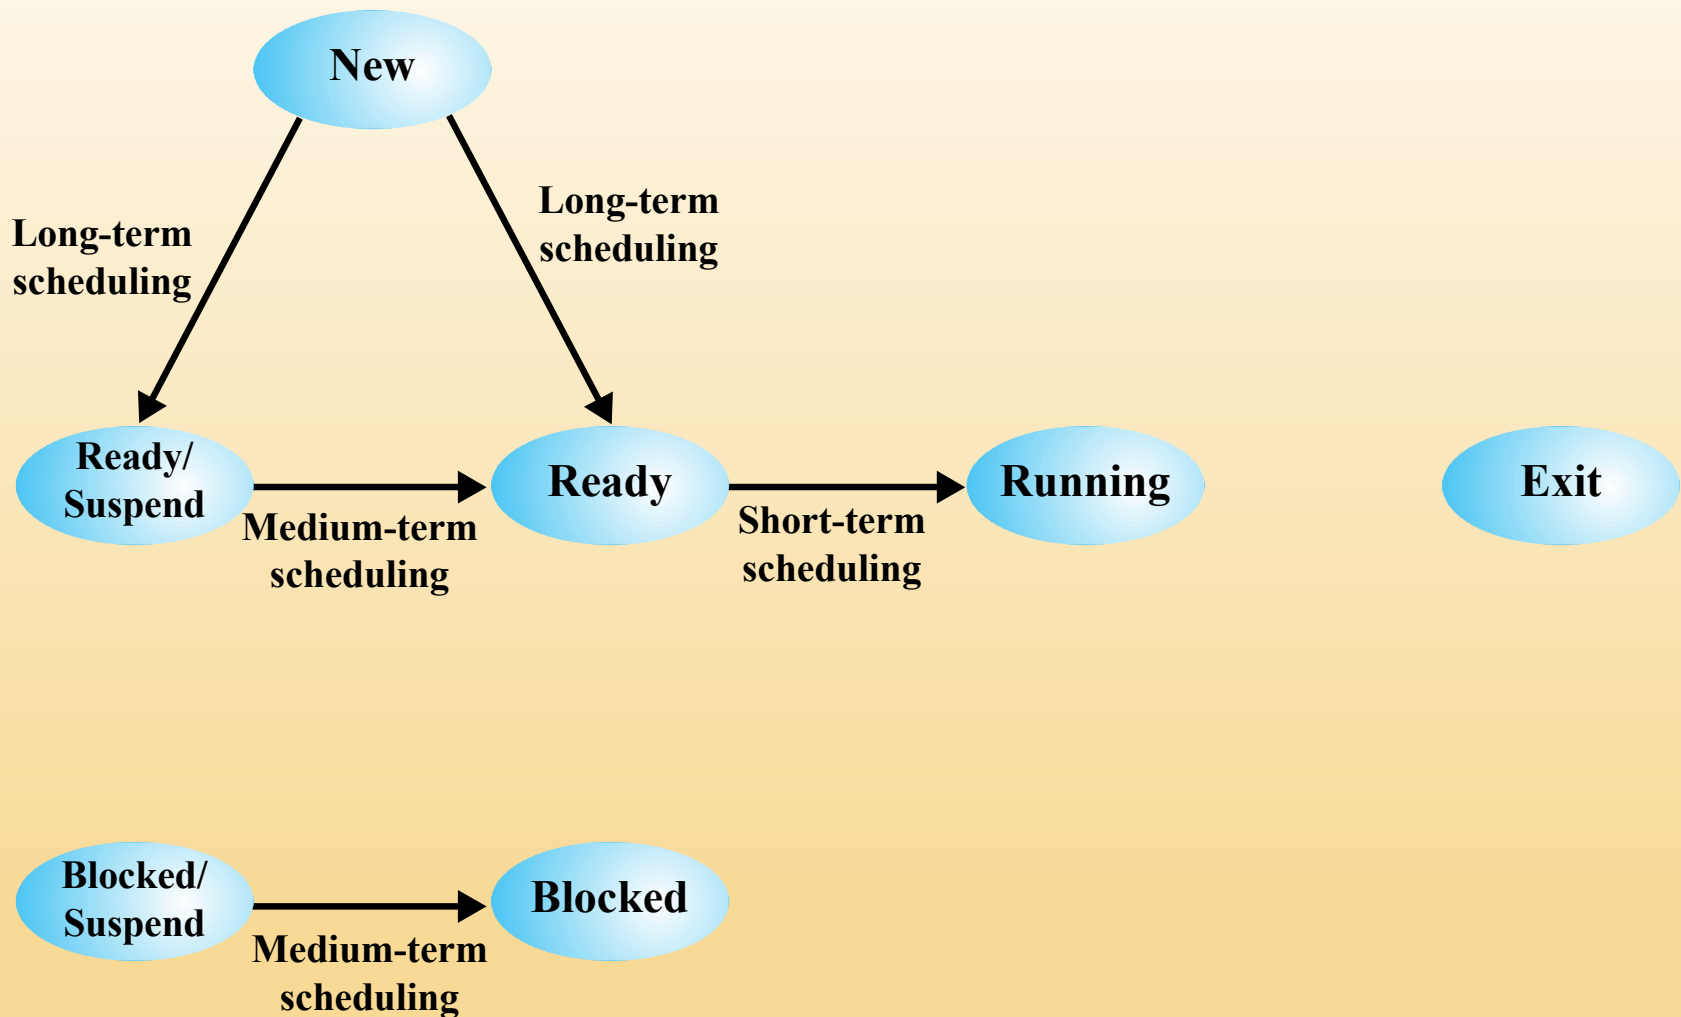 New
Long-term
scheduling
Long-term
scheduling
Ready/
Suspend
Medium-term
scheduling
Ready
Short-term
scheduling
Running
Exit
Blocked/
Suspend
Medium-term
scheduling
Blocked